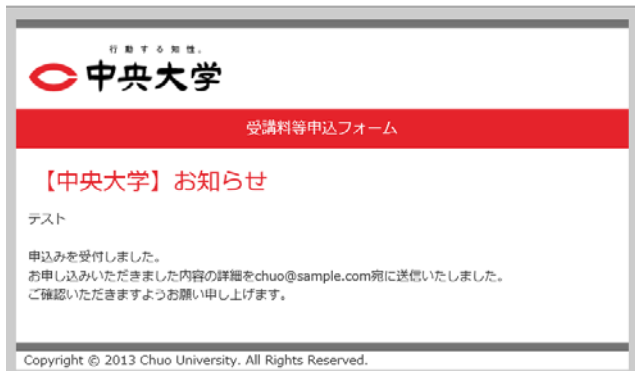 行動する知性。
中央大学
受講料等申込フォーム
【中央大学】お知らせ
テスト
申込みを受付しました。
お申し込みいただきました内容の詳細をchuo@sample.com宛に送信いたしました。
ご確認いただきますようお願い申し上げます。
Copyright © 2013 Chuo University. All Rights Reserved.